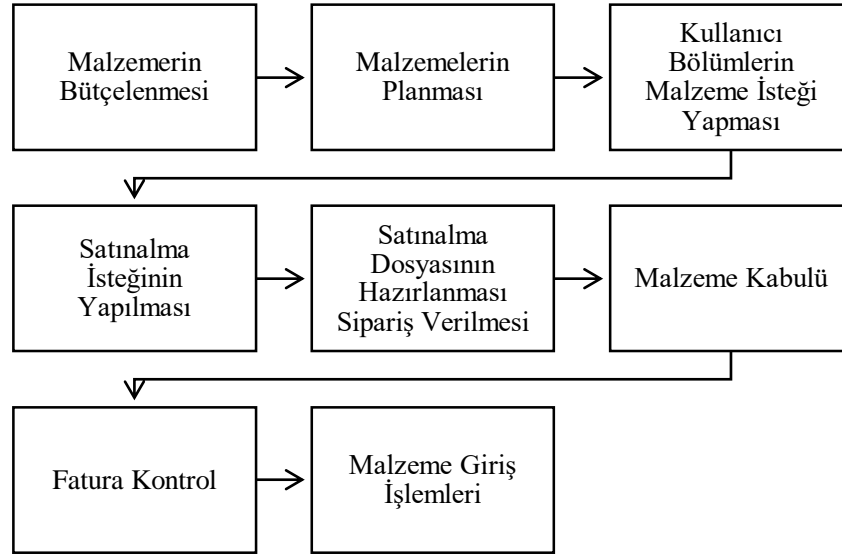 Malzemerin
Bütçelenmesi
Malzemelerin
Planması
Kullanıcı
Bölümlerin
Malzeme İsteği
Yapması
Satınalma
İsteğinin
Yapılması
Satınalma
Dosyasının
Hazırlanması
Sipariş Verilmesi
Malzeme Kabulü
Fatura Kontrol
Malzeme Giriş
İşlemleri